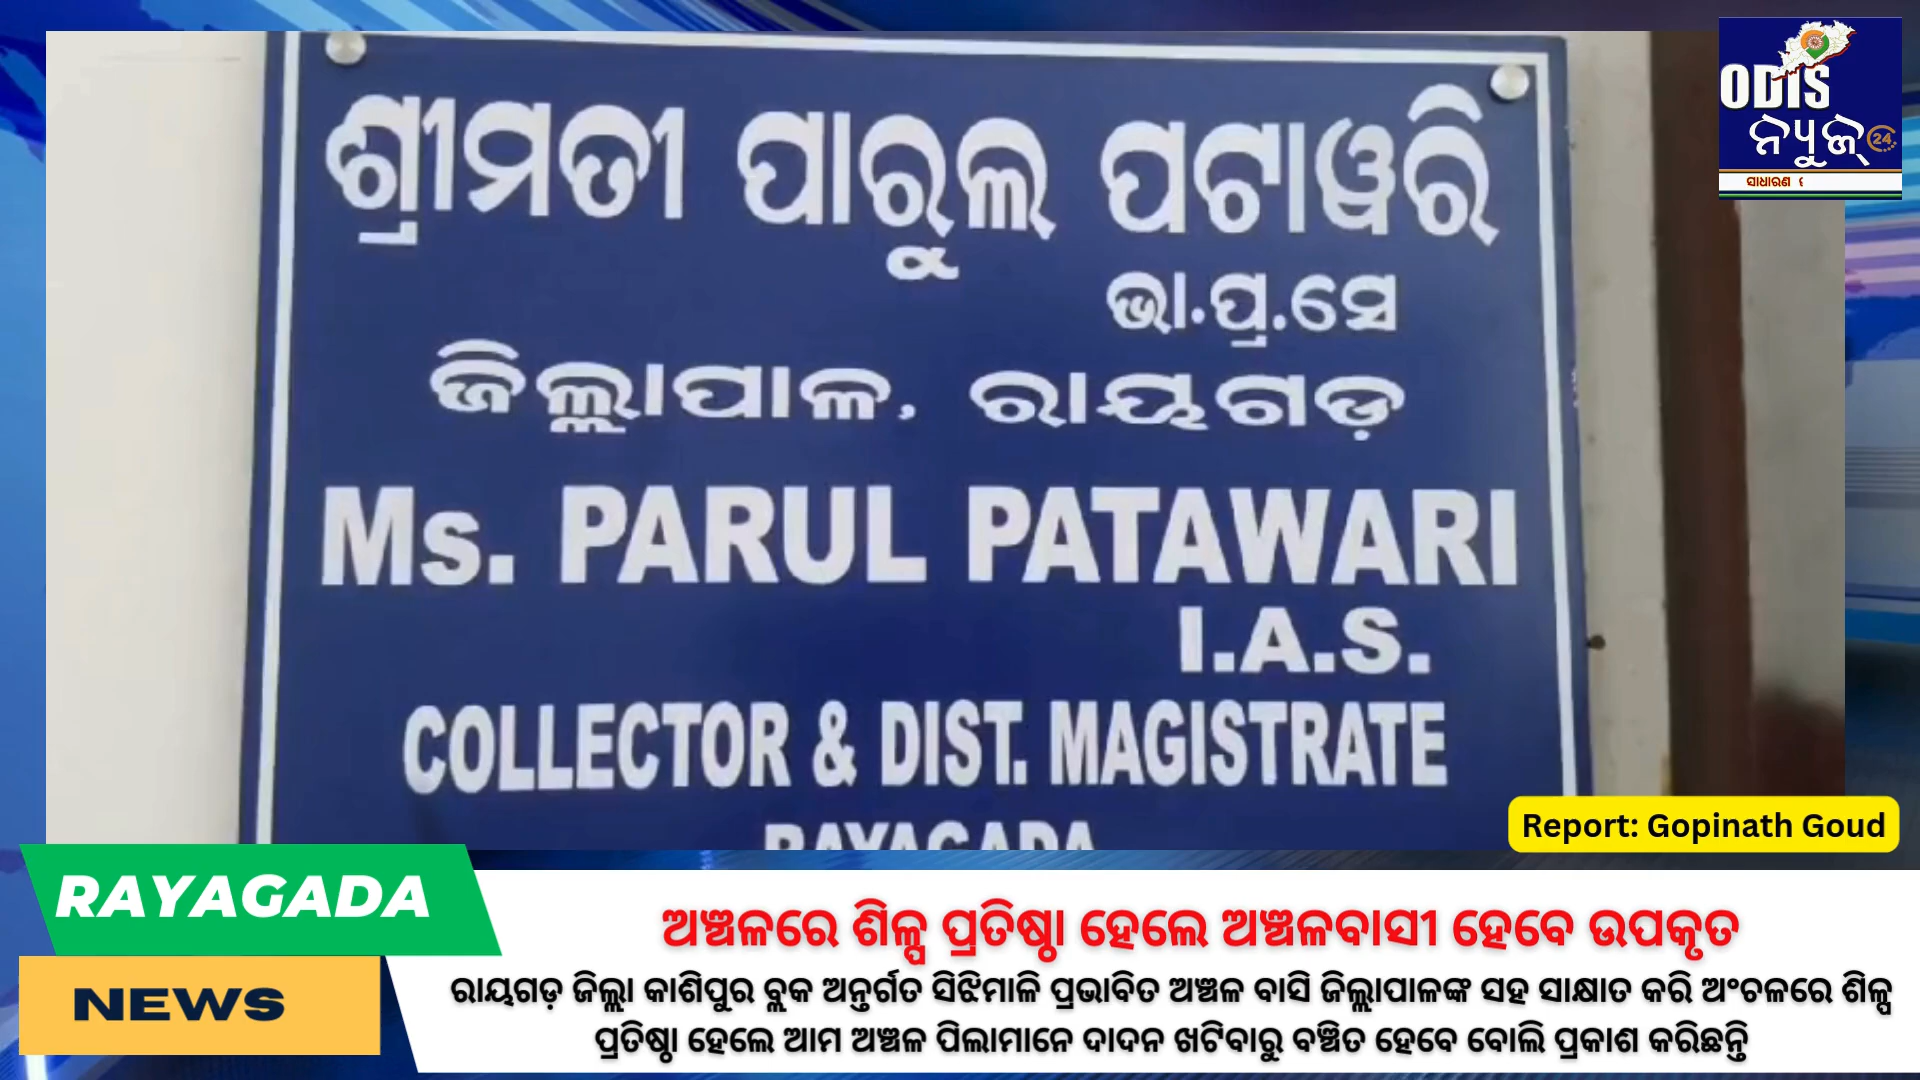 ODIS
ନ୍ୟୁଜ୍ 24
ସାଧାରଣ
ଶ୍ରୀମତୀ ପାରୁଲ ପଟାୱରି
ଭା.ପ୍ର.ସେ
ଜିଲ୍ଲାପାଳ, ରାୟଗଡ଼
Ms. PARUL PATAWARI
I.A.S.
COLLECTOR & DIST. MAGISTRATE
RAYAGADA
Report: Gopinath Goud
RAYAGADA
NEWS
ଅଞ୍ଚଳରେ ଶିଳ୍ପ ପ୍ରତିଷ୍ଠା ହେଲେ ଅଞ୍ଚଳବାସୀ ହେବେ ଉପକୃତ
ରାୟଗଡ଼ ଜିଲ୍ଲା କାଶିପୁର ବ୍ଲକ ଅନ୍ତର୍ଗତ ସିଝିମାଳି ପ୍ରଭାବିତ ଅଞ୍ଚଳ ବାସି ଜିଲ୍ଲାପାଳଙ୍କ ସହ ସାକ୍ଷାତ କରି ଅଂଚଳରେ ଶିଳ୍ପ
ପ୍ରତିଷ୍ଠା ହେଲେ ଆମ ଅଞ୍ଚଳ ପିଲାମାନେ ଦାଦନ ଖଟିବାରୁ ବଞ୍ଚିତ ହେବେ ବୋଲି ପ୍ରକାଶ କରିଛନ୍ତି